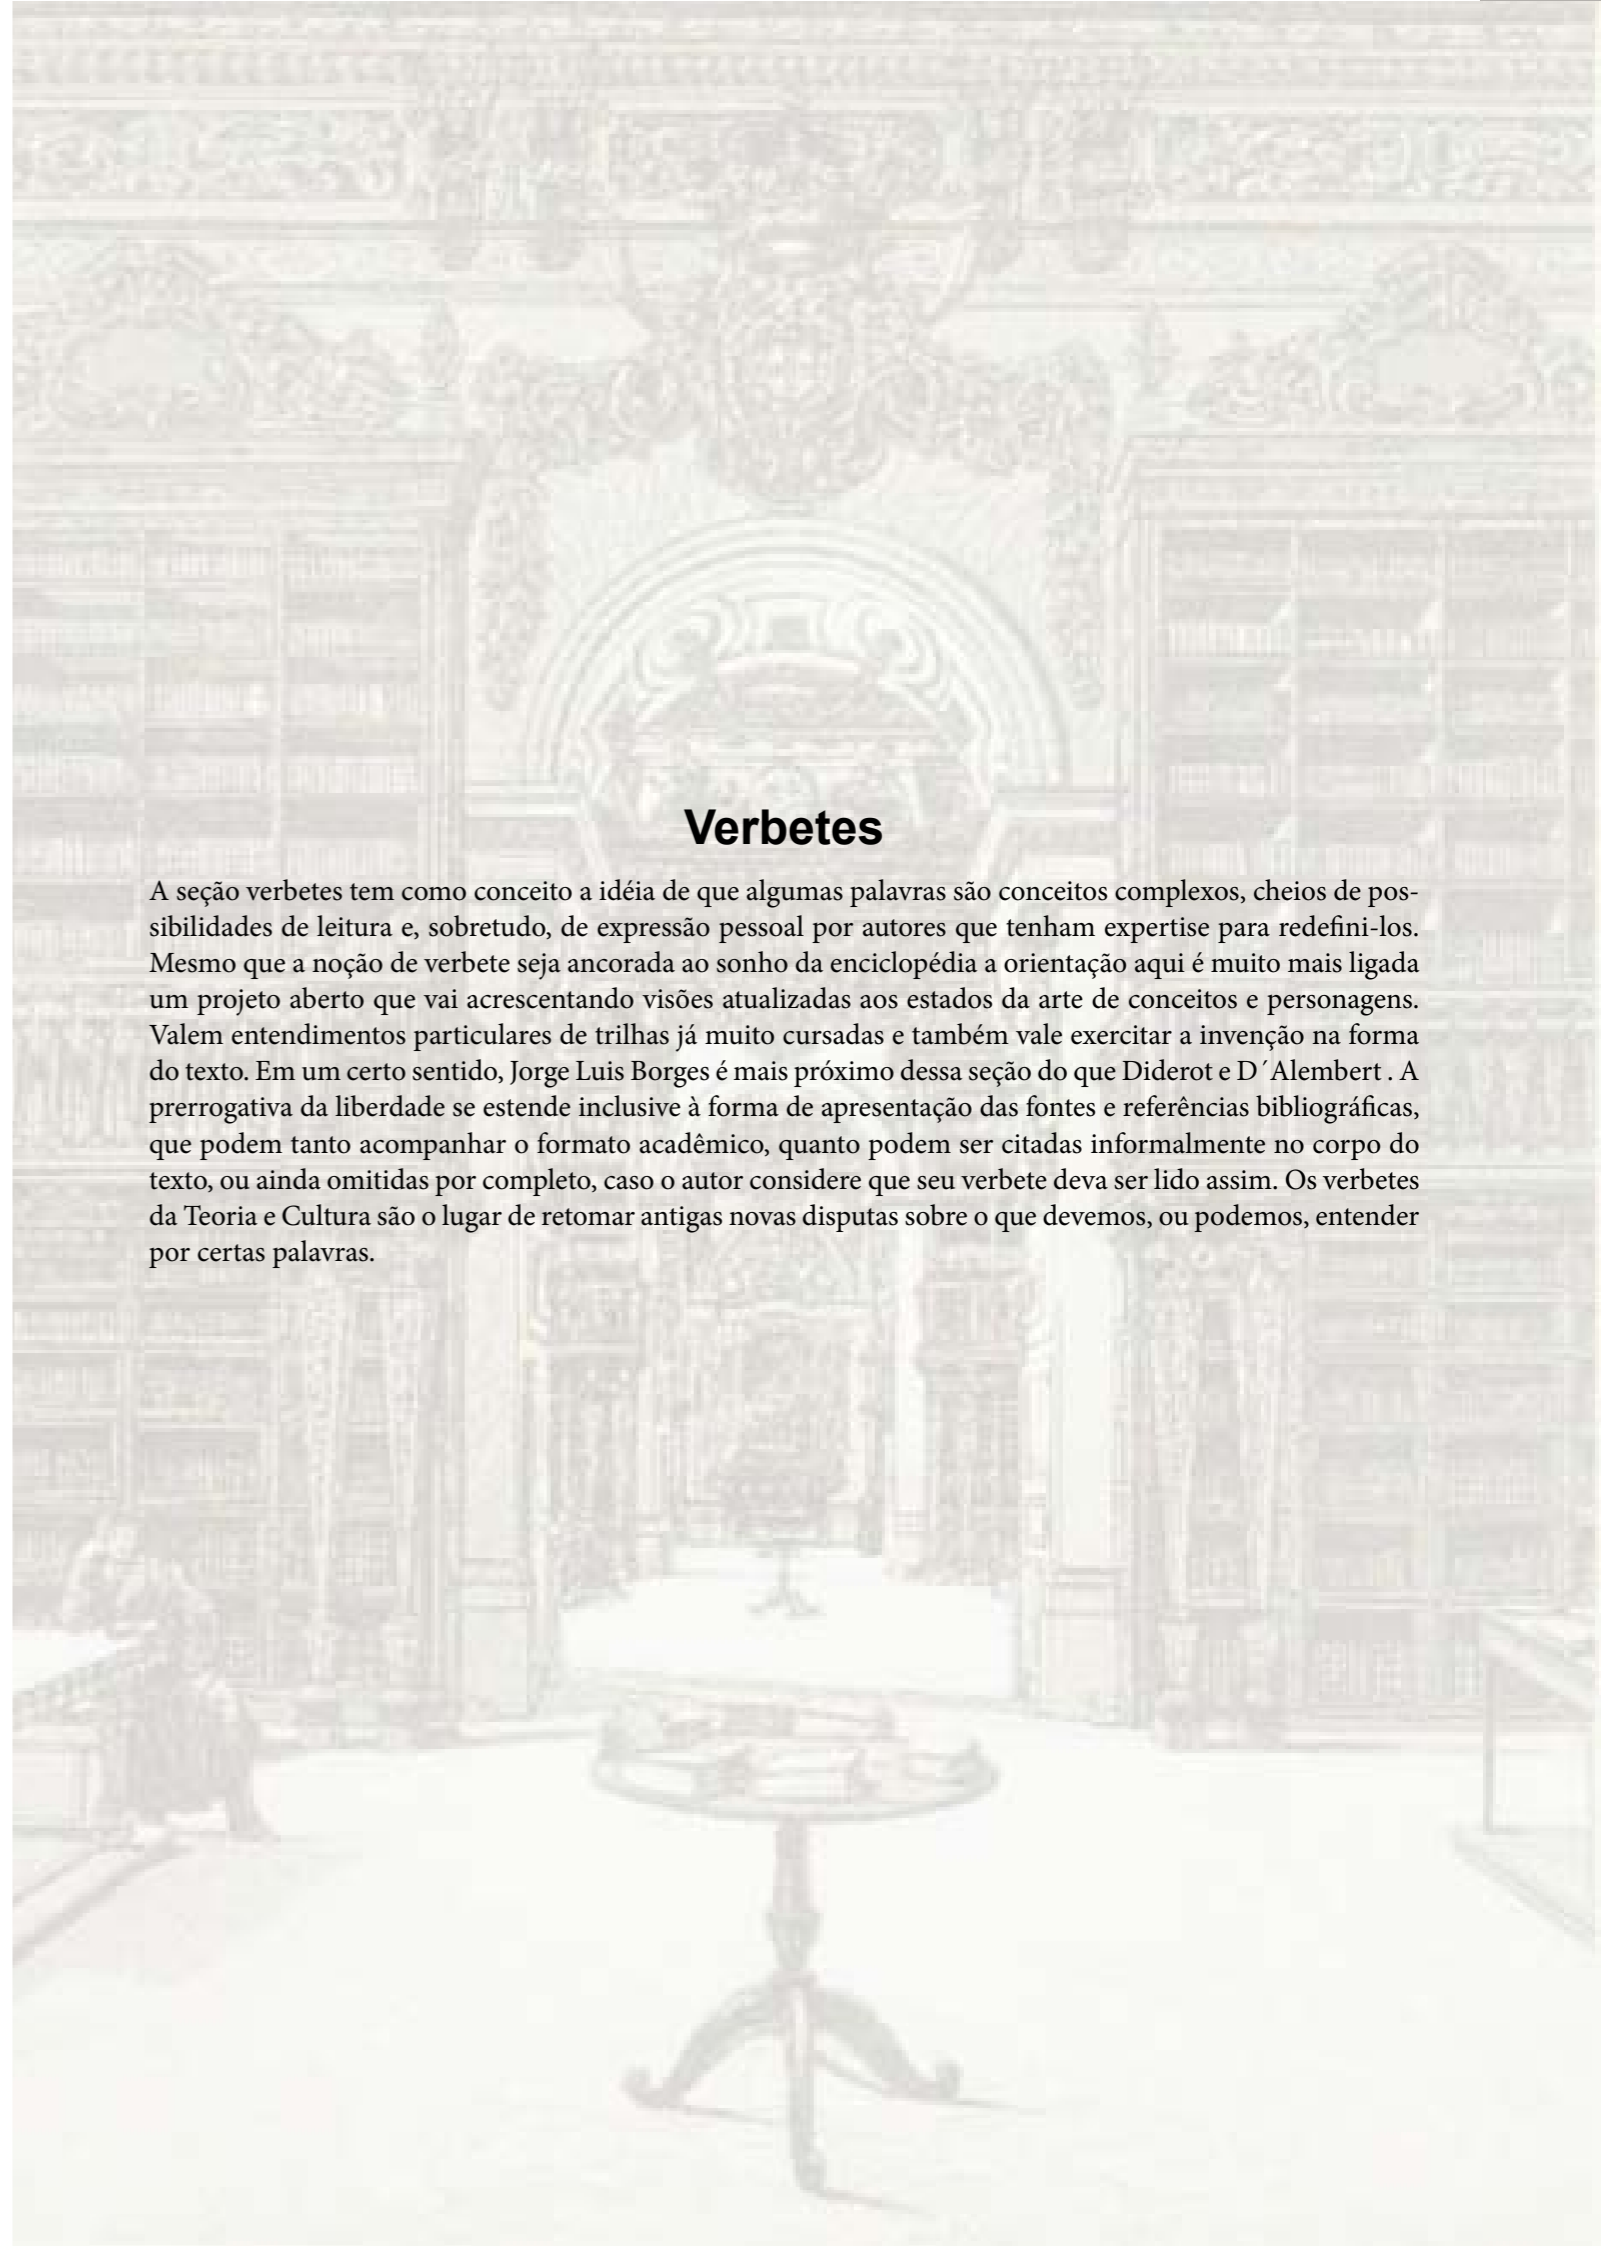 Verbetes
A seção verbetes tem como conceito a idéia de que algumas palavras são conceitos complexos, cheios de pos-
sibilidades de leitura e, sobretudo, de expressão pessoal por autores que tenham expertise para redefini-los.
Mesmo que a noção de verbete seja ancorada ao sonho da enciclopédia a orientação aqui é muito mais ligada
um projeto aberto que vai acrescentando visões atualizadas aos estados da arte de conceitos e personagens.
Valem entendimentos particulares de trilhas já muito cursadas e também vale exercitar a invenção na forma
do texto. Em um certo sentido, Jorge Luis Borges é mais próximo dessa seção do que Diderot e D´Alembert . A
prerrogativa da liberdade se estende inclusive à forma de apresentação das fontes e referências bibliográficas,
que podem tanto acompanhar o formato acadêmico, quanto podem ser citadas informalmente no corpo do
texto, ou ainda omitidas por completo, caso o autor considere que seu verbete deva ser lido assim. Os verbetes
da Teoria e Cultura são o lugar de retomar antigas novas disputas sobre o que devemos, ou podemos, entender
por certas palavras.